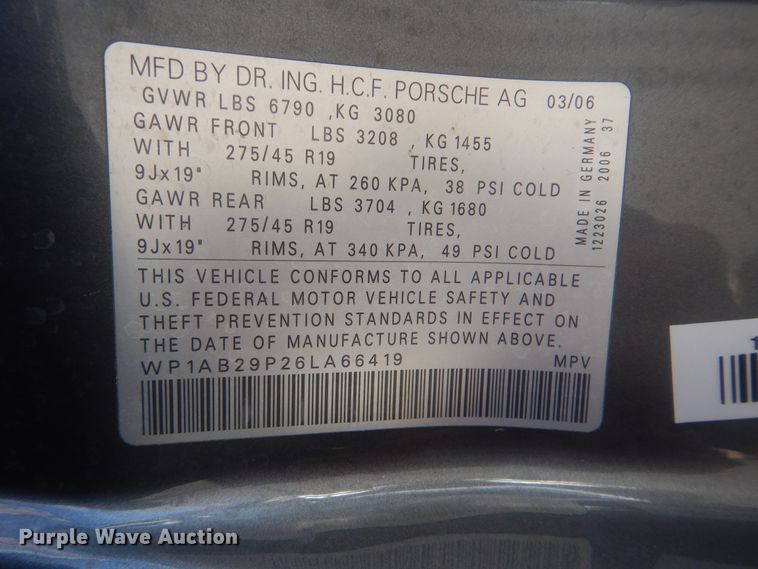 MFD BY DR. ING. H.C.F. PORSCHE AG 03/06
GVWR LBS 6790 ,KG 3080
GAWR FRONT LBS 3208 , KG 1455
WITH 275/45 R19 TIRES,
9Jx19" RIMS, AT 260 KPA, 38 PSI COLD
GAWR REAR LBS 3704 , KG 1680
WITH 275/45 R19 TIRES,
9Jx19" RIMS, AT 340 KPA, 49 PSI COLD
MADE IN GERMANY
1223026 2006 37
THIS VEHICLE CONFORMS TO ALL APPLICABLE
U.S. FEDERAL MOTOR VEHICLE SAFETY AND
THEFT PREVENTION STANDARDS IN EFFECT ON
THE DATE OF MANUFACTURE SHOWN ABOVE.
WP1AB29P26LA66419 MPV
Purple Wave Auction